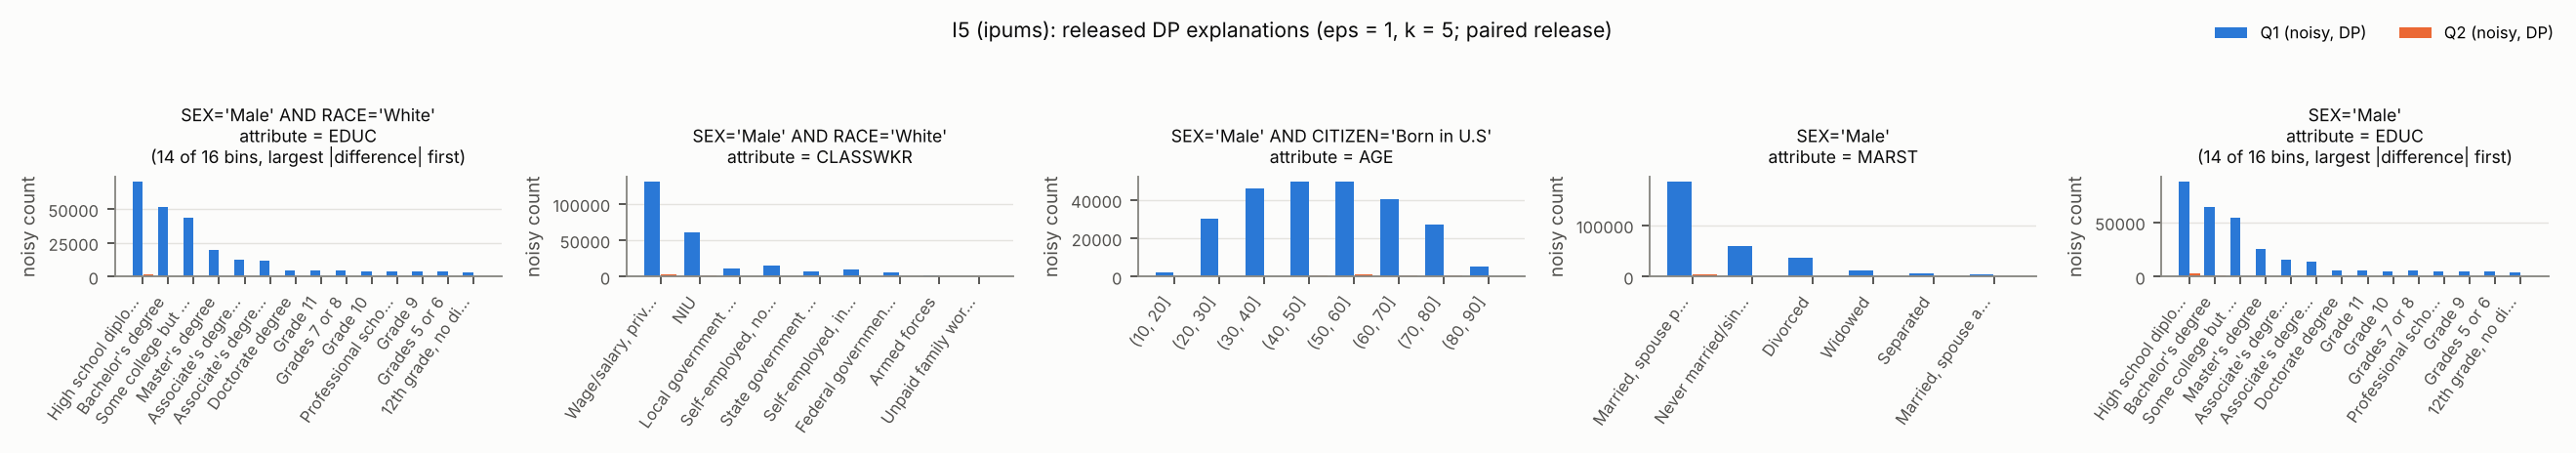 I5 (ipums): released DP explanations (eps = 1, k = 5; paired release)
Q1 (noisy, DP)
Q2 (noisy, DP)
SEX='Male' AND RACE='White'
attribute = EDUC
(14 of 16 bins, largest |difference| first)
noisy count
50000
25000
0
High school diplo...
Bachelor's degree
Some college but ...
Master's degree
Associate's degre...
Associate's degre...
Doctorate degree
Grade 11
Grades 7 or 8
Grade 10
Professional scho...
Grade 9
Grades 5 or 6
12th grade, no di...
SEX='Male' AND RACE='White'
attribute = CLASSWKR
noisy count
100000
50000
0
Wage/salary, priv...
NIU
Local government ...
Self-employed, no...
State government ...
Self-employed, in...
Federal governmen...
Armed forces
Unpaid family wor...
SEX='Male' AND CITIZEN='Born in U.S'
attribute = AGE
noisy count
40000
20000
0
(10, 20]
(20, 30]
(30, 40]
(40, 50]
(50, 60]
(60, 70]
(70, 80]
(80, 90]
SEX='Male'
attribute = MARST
noisy count
100000
0
Married, spouse p...
Never married/sin...
Divorced
Widowed
Separated
Married, spouse a...
SEX='Male'
attribute = EDUC
(14 of 16 bins, largest |difference| first)
noisy count
50000
0
High school diplo...
Bachelor's degree
Some college but ...
Master's degree
Associate's degre...
Associate's degre...
Doctorate degree
Grade 11
Grade 10
Grades 7 or 8
Professional scho...
Grade 9
Grades 5 or 6
12th grade, no di...